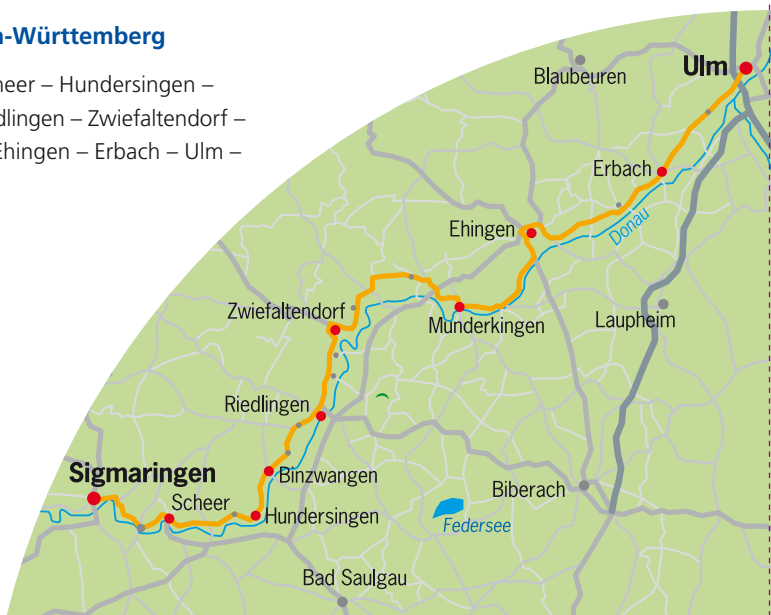 n-Württemberg
heer – Hundersingen –
dlingen – Zwiefaltendorf –
Ehingen – Erbach – Ulm –
Ulm
Blaubeuren
Erbach
Ehingen
Donau
Zwiefaltendorf
Munderkingen
Laupheim
Riedlingen
Sigmaringen
Binzwangen
Scheer
Hundersingen
Biberach
Federsee
Bad Saulgau